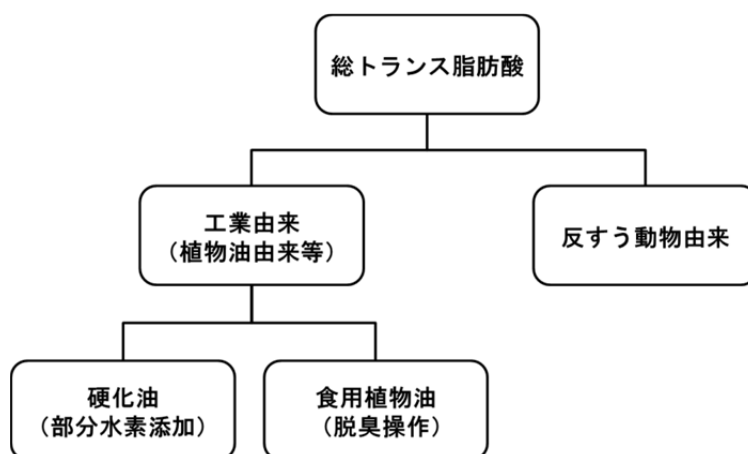 総トランス脂肪酸
工業由来
（植物油由来等）
反すう動物由来
硬化油
（部分水素添加）
食用植物油
（脱臭操作）